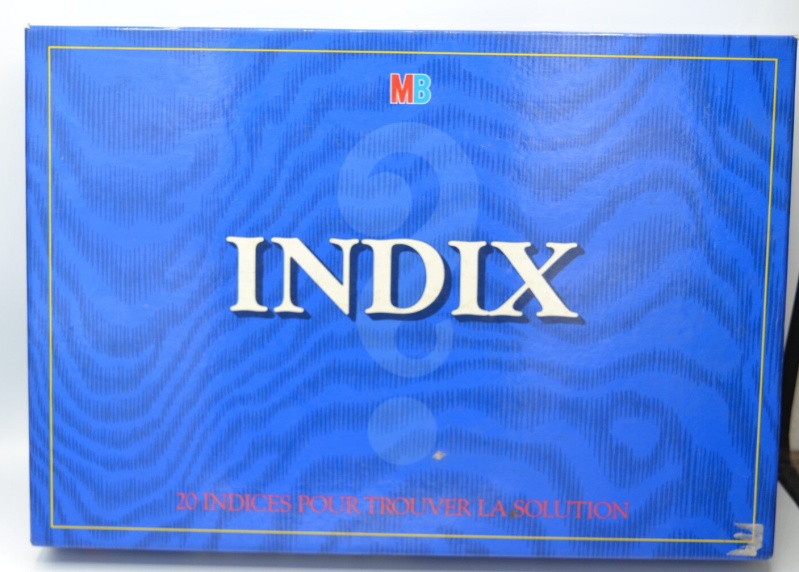 MB
INDIX
20 INDICES POUR TROUVER LA SOLUTION